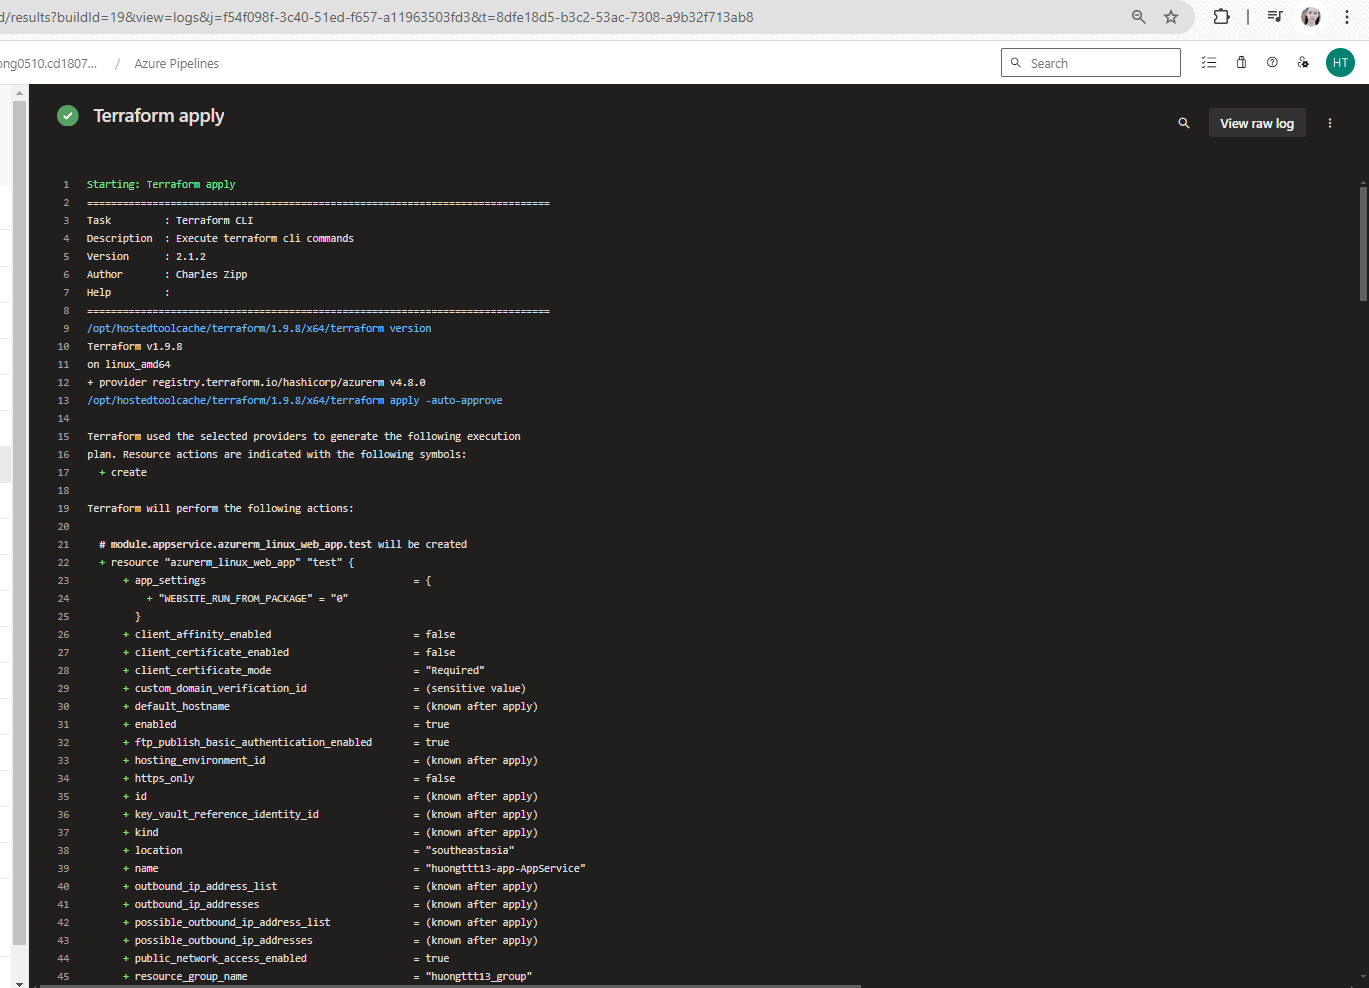 d/results?buildId=19&view=logs&j=f54f098f-3c40-51ed-f657-a11963503fd3&t=8dfe18d5-b3c2-53ac-7308-a9b32f713ab8
ong0510.cd1807... / Azure Pipelines
Search
HT
Terraform apply
View raw log
1 Starting: Terraform apply
2 ==============================================================================
3 Task : Terraform CLI
4 Description : Execute terraform cli commands
5 Version : 2.1.2
6 Author : Charles Zipp
7 Help :
8 ==============================================================================
9 /opt/hostedtoolcache/terraform/1.9.8/x64/terraform version
10 Terraform v1.9.8
11 on linux_amd64
12 + provider registry.terraform.io/hashicorp/azurerm v4.8.0
13 /opt/hostedtoolcache/terraform/1.9.8/x64/terraform apply -auto-approve
14
15 Terraform used the selected providers to generate the following execution
16 plan. Resource actions are indicated with the following symbols:
17 + create
18
19 Terraform will perform the following actions:
20
21 # module.appservice.azurerm_linux_web_app.test will be created
22 + resource "azurerm_linux_web_app" "test" {
23 + app_settings = {
24 + "WEBSITE_RUN_FROM_PACKAGE" = "0"
25 }
26 + client_affinity_enabled = false
27 + client_certificate_enabled = false
28 + client_certificate_mode = "Required"
29 + custom_domain_verification_id = (sensitive value)
30 + default_hostname = (known after apply)
31 + enabled = true
32 + ftp_publish_basic_authentication_enabled = true
33 + hosting_environment_id = (known after apply)
34 + https_only = false
35 + id = (known after apply)
36 + key_vault_reference_identity_id = (known after apply)
37 + kind = (known after apply)
38 + location = "southeastasia"
39 + name = "huongttt13-app-AppService"
40 + outbound_ip_address_list = (known after apply)
41 + outbound_ip_addresses = (known after apply)
42 + possible_outbound_ip_address_list = (known after apply)
43 + possible_outbound_ip_addresses = (known after apply)
44 + public_network_access_enabled = true
45 + resource_group_name = "huongttt13_group"